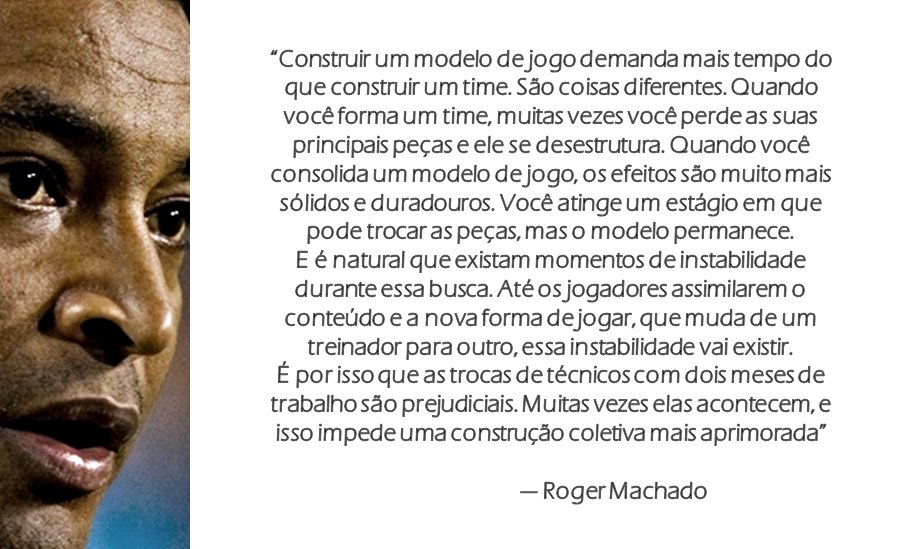 “Construir um modelo de jogo demanda mais tempo do
que construir um time. São coisas diferentes. Quando
você forma um time, muitas vezes você perde as suas
principais peças e ele se desestrutura. Quando você
consolida um modelo de jogo, os efeitos são muito mais
sólidos e duradouros. Você atinge um estágio em que
pode trocar as peças, mas o modelo permanece.
E é natural que existam momentos de instabilidade
durante essa busca. Até os jogadores assimilarem o
conteúdo e a nova forma de jogar, que muda de um
treinador para outro, essa instabilidade vai existir.
É por isso que as trocas de técnicos com dois meses de
trabalho são prejudiciais. Muitas vezes elas acontecem, e
isso impede uma construção coletiva mais aprimorada”
— Roger Machado